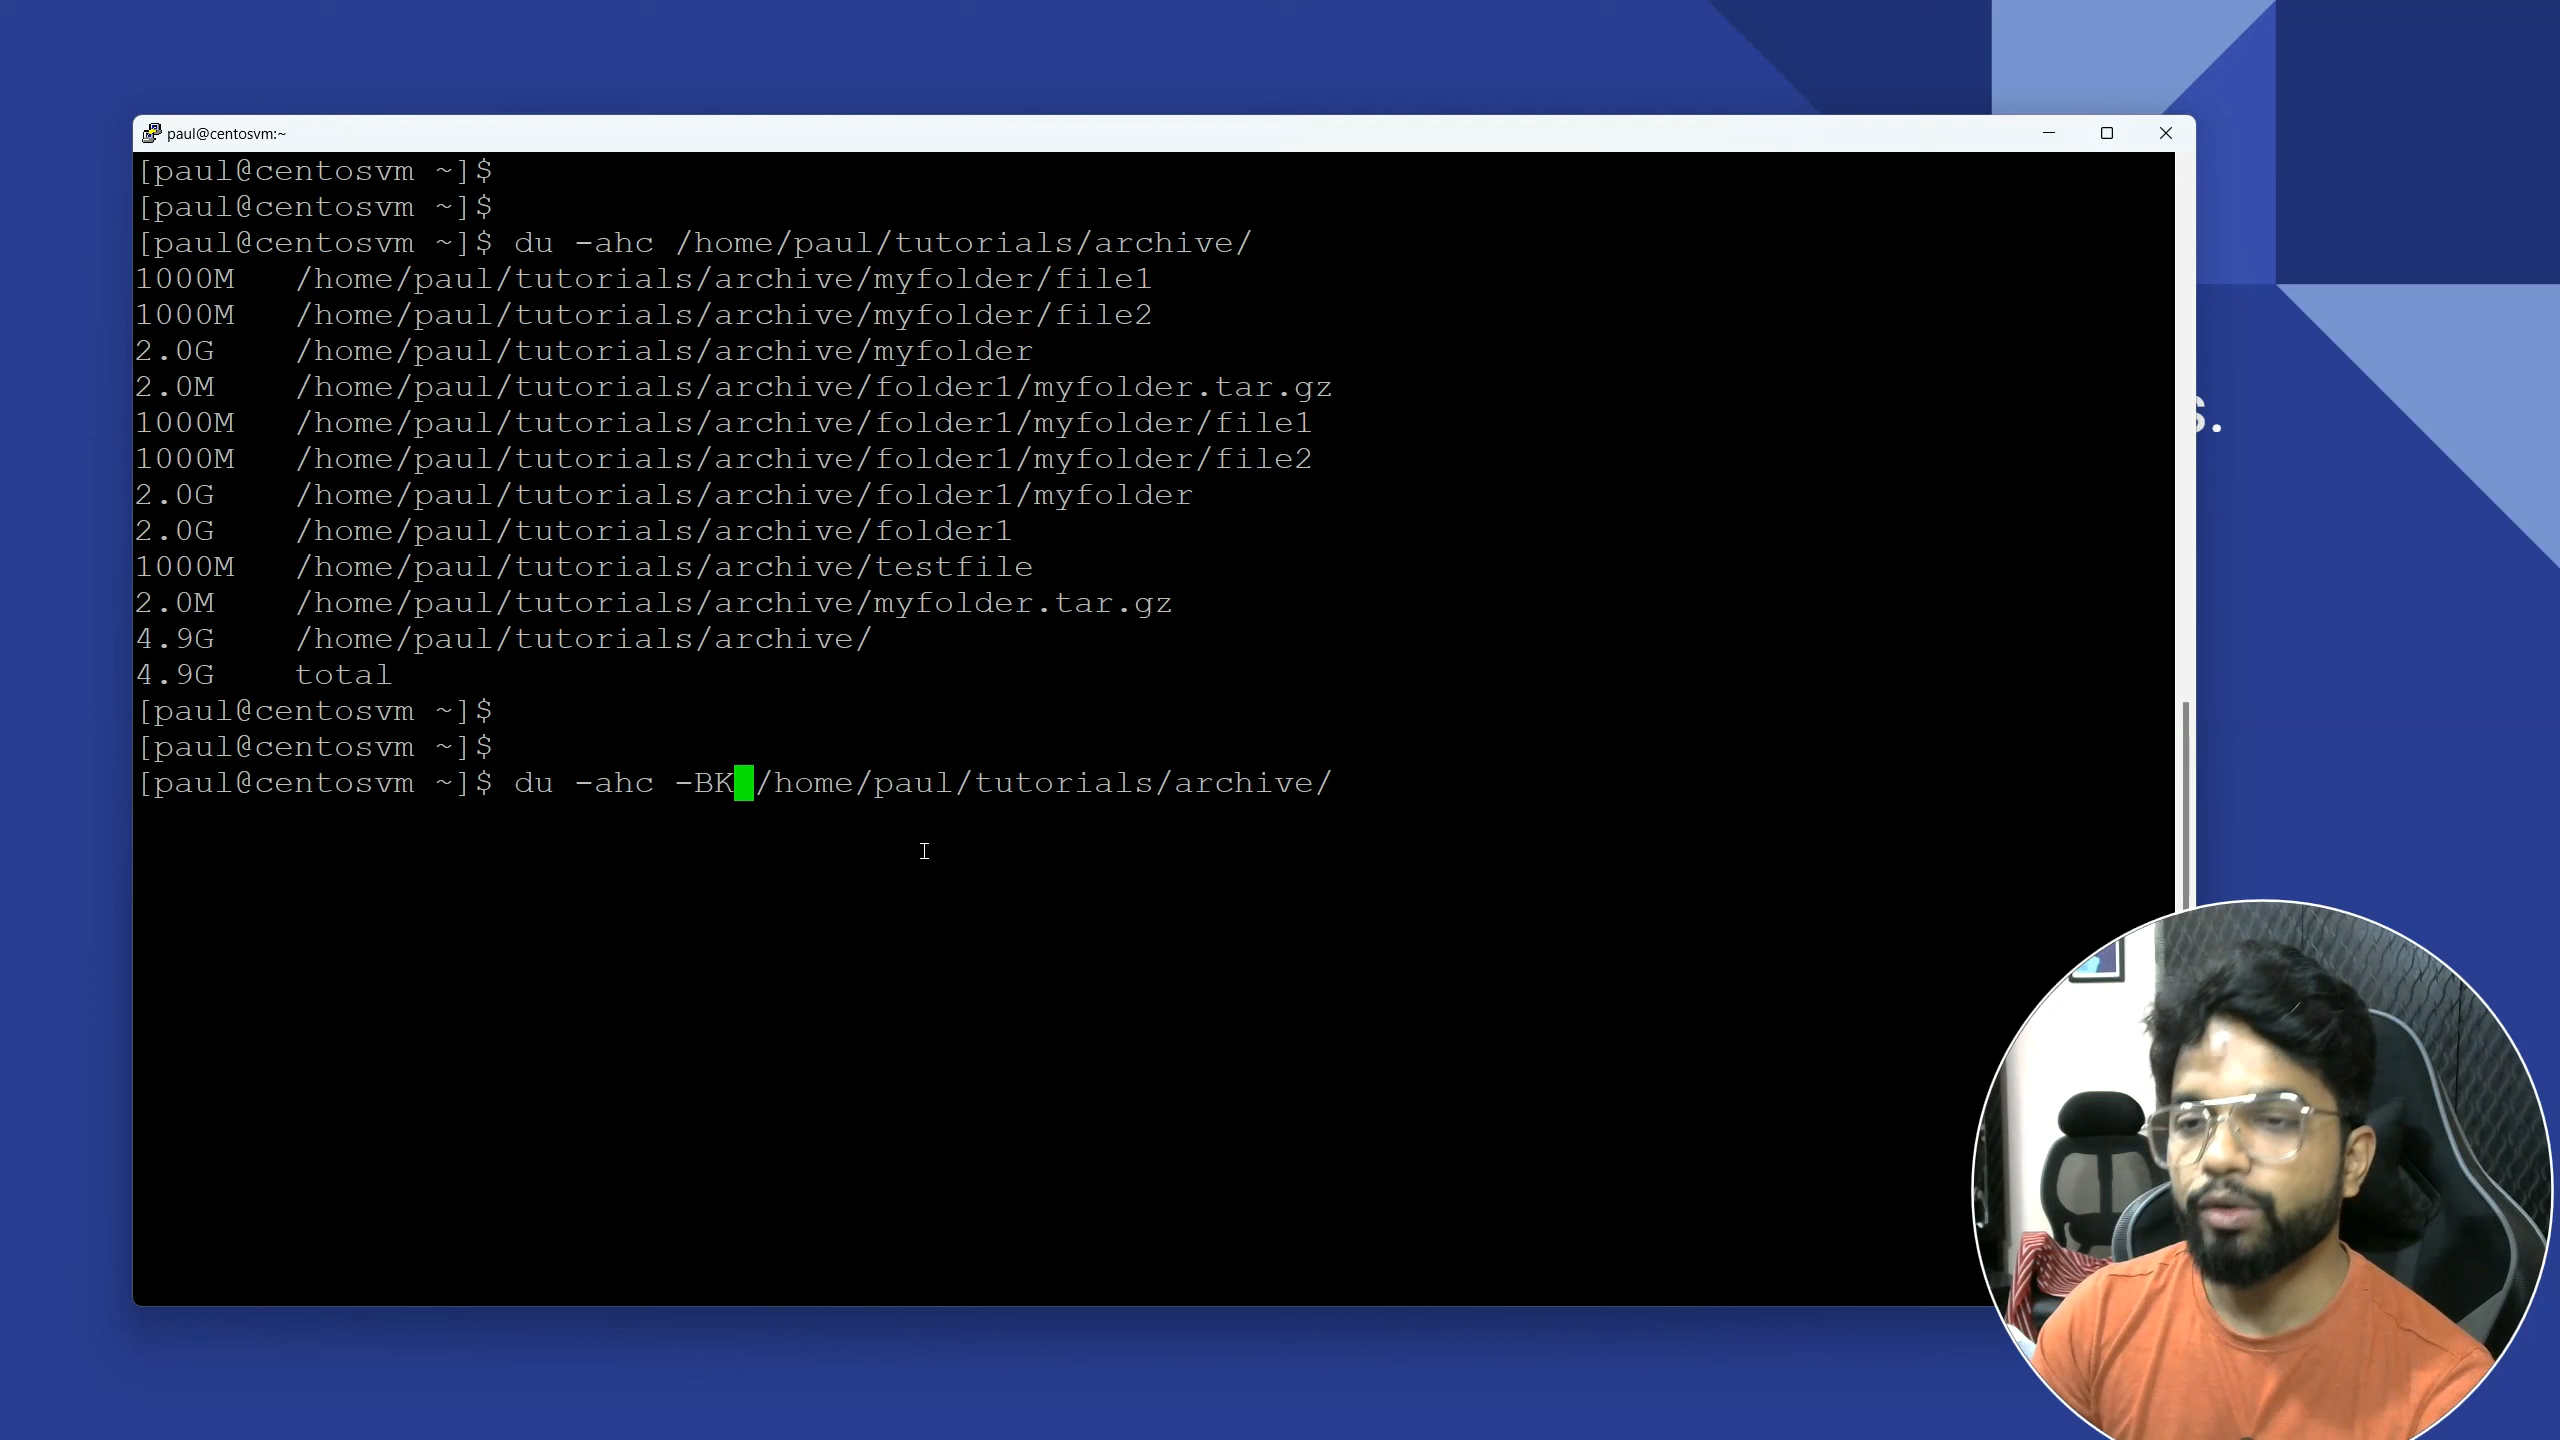 paul@centosvm:~
[paul@centosvm ~]$
[paul@centosvm ~]$
[paul@centosvm ~]$ du -ahc /home/paul/tutorials/archive/
1000M /home/paul/tutorials/archive/myfolder/file1
1000M /home/paul/tutorials/archive/myfolder/file2
2.0G /home/paul/tutorials/archive/myfolder
2.0M /home/paul/tutorials/archive/folder1/myfolder.tar.gz
1000M /home/paul/tutorials/archive/folder1/myfolder/file1
1000M /home/paul/tutorials/archive/folder1/myfolder/file2
2.0G /home/paul/tutorials/archive/folder1/myfolder
2.0G /home/paul/tutorials/archive/folder1
1000M /home/paul/tutorials/archive/testfile
2.0M /home/paul/tutorials/archive/myfolder.tar.gz
4.9G /home/paul/tutorials/archive/
4.9G total
[paul@centosvm ~]$
[paul@centosvm ~]$
[paul@centosvm ~]$ du -ahc -BK /home/paul/tutorials/archive/